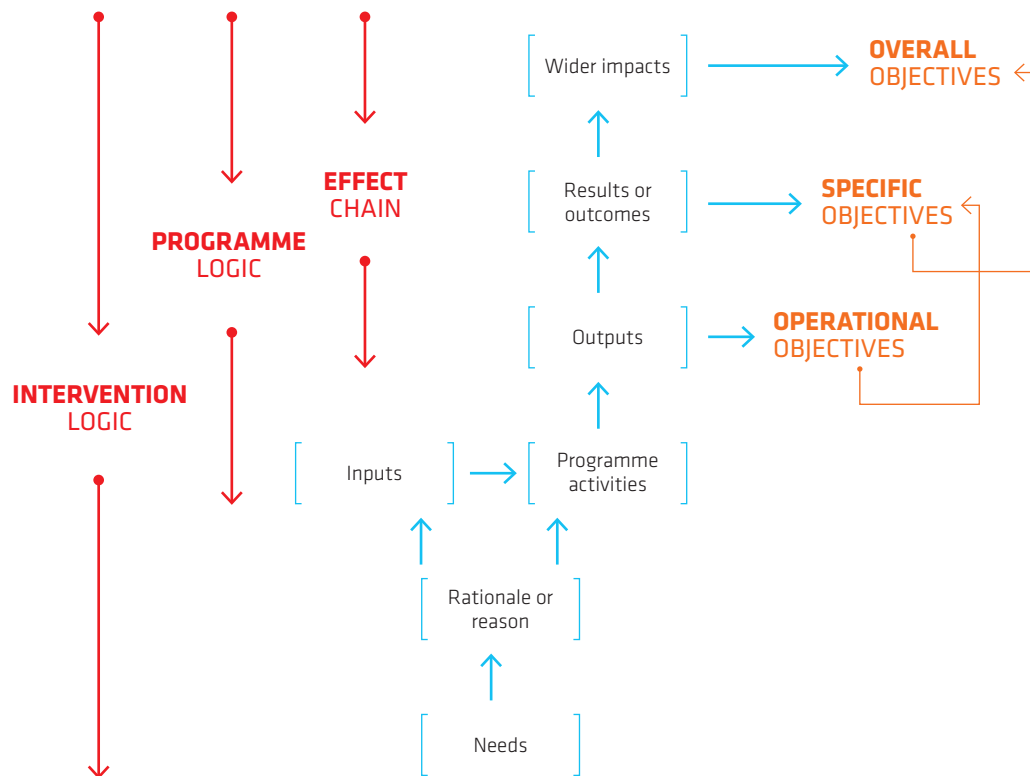 Wider impacts
OVERALL
OBJECTIVES
EFFECT
CHAIN
Results or
outcomes
SPECIFIC
OBJECTIVES
PROGRAMME
LOGIC
Outputs
OPERATIONAL
OBJECTIVES
INTERVENTION
LOGIC
Inputs
Programme
activities
Rationale or
reason
Needs